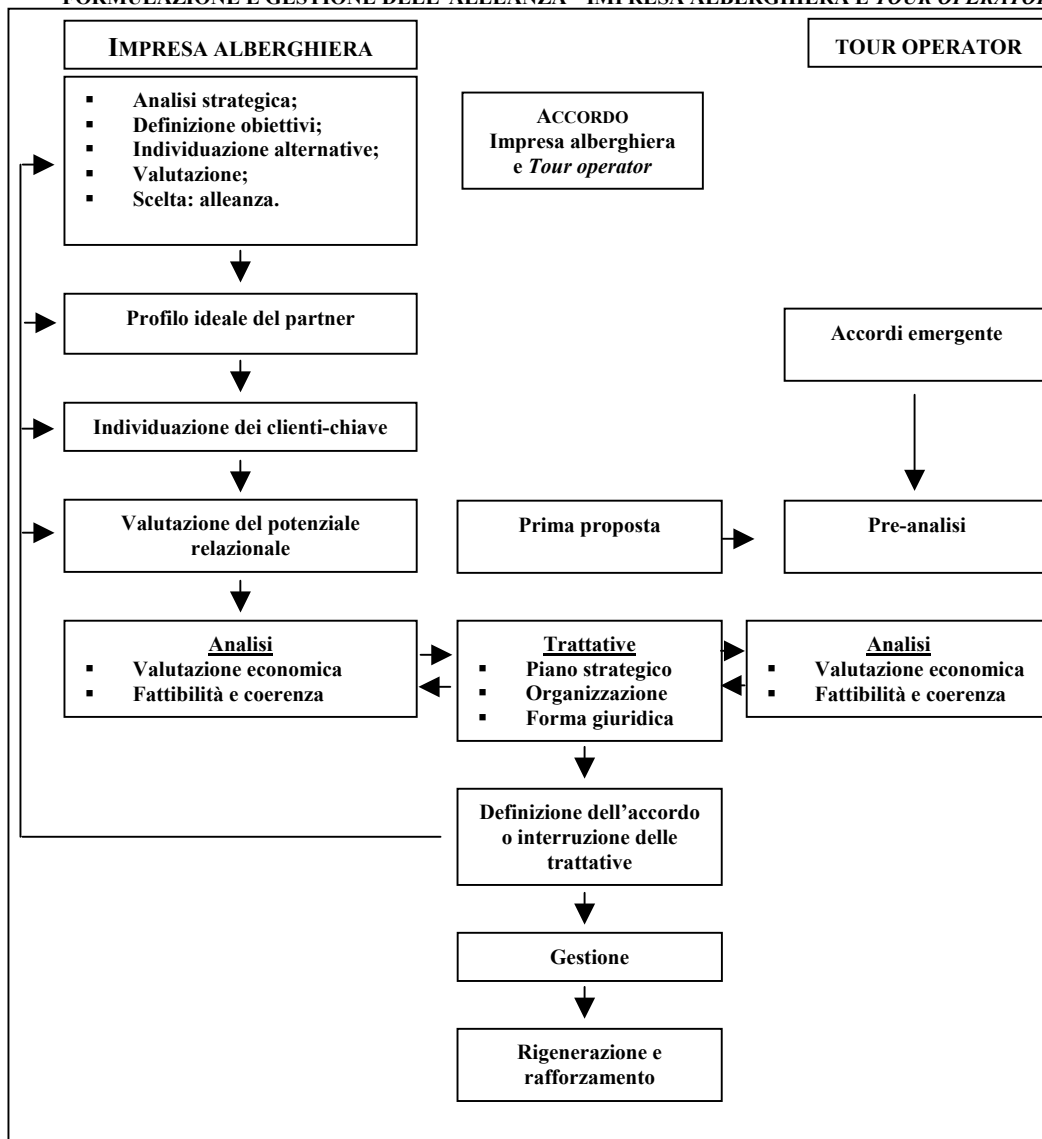 FORMULAZIONE E GESTIONE DELL' ALLEANZA IMPRESA ALBERGHIERA E TOUR OPERATOR
IMPRESA ALBERGHIERA
TOUR OPERATOR
▪ Analisi strategica;
▪ Definizione obiettivi;
▪ Individuazione alternative;
▪ Valutazione;
▪ Scelta: alleanza.
ACCORDO
Impresa alberghiera
e Tour operator
Profilo ideale del partner
Accordi emergente
Individuazione dei clienti-chiave
Valutazione del potenziale
relazionale
Prima proposta
Pre-analisi
Analisi
▪ Valutazione economica
▪ Fattibilità e coerenza
Trattative
▪ Piano strategico
▪ Organizzazione
▪ Forma giuridica
Analisi
▪ Valutazione economica
▪ Fattibilità e coerenza
Definizione dell’accordo
o interruzione delle
trattative
Gestione
Rigenerazione e
rafforzamento